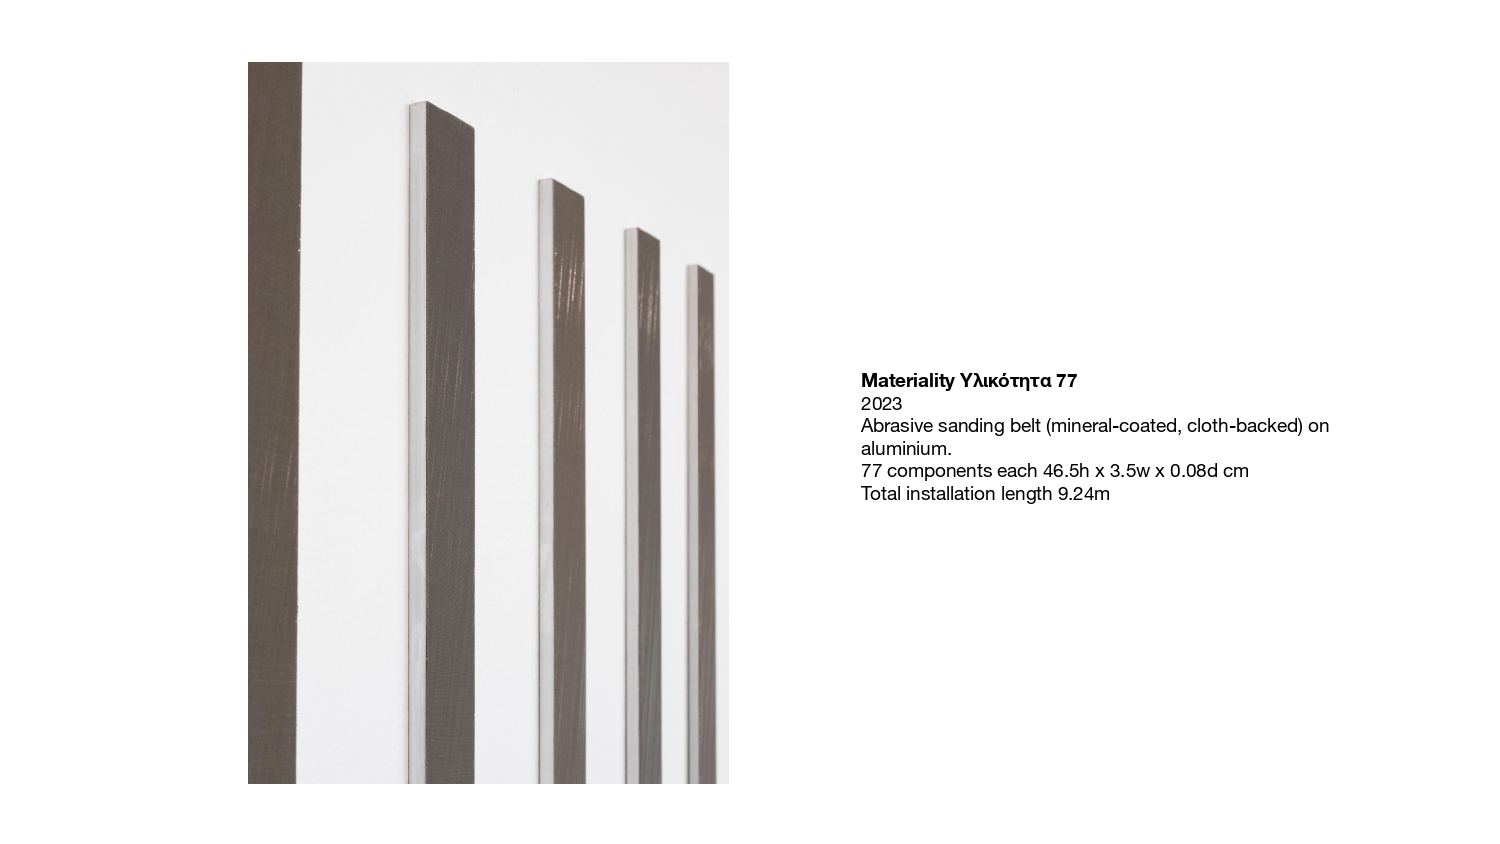 Materiality Υλικότητα 77
2023
Abrasive sanding belt (mineral-coated, cloth-backed) on
aluminium.
77 components each 46.5h x 3.5w x 0.08d cm
Total installation length 9.24m